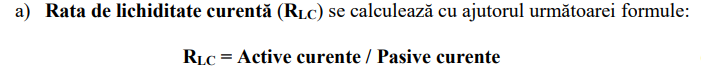 a) Rata de lichiditate curentă (RLC) se calculează cu ajutorul următoarei formule:
RLC = Active curente / Pasive curente